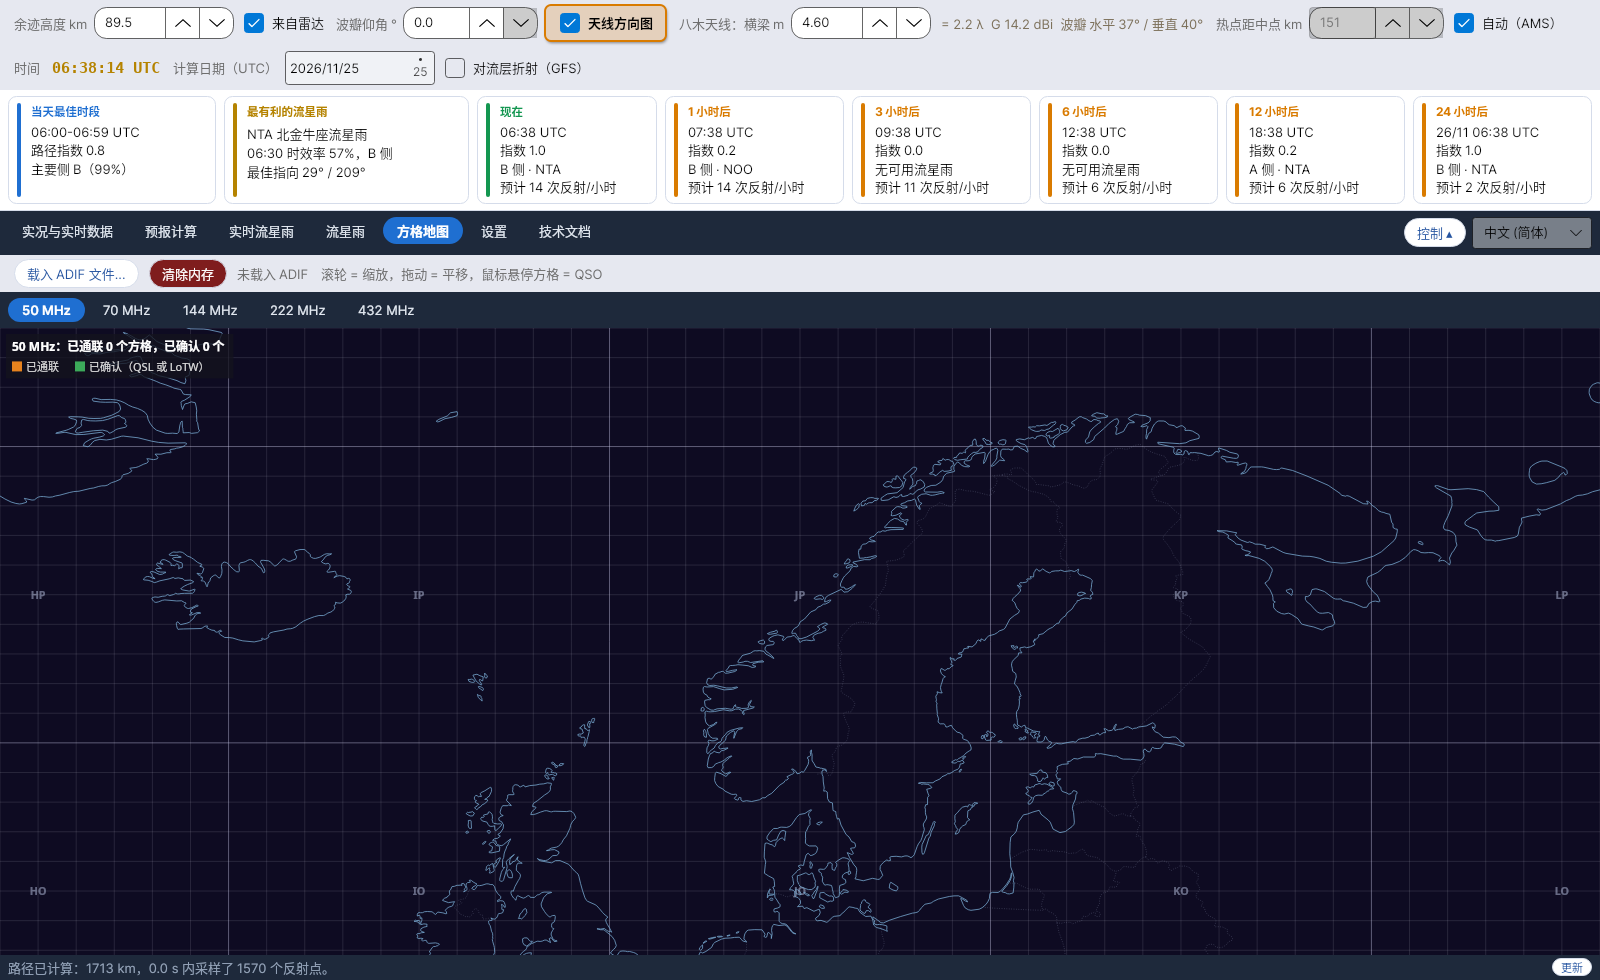 余迹高度 km 89.5 来自雷达 波瓣仰角 ° 0.0 天线方向图 八木天线：横梁 m 4.60 = 2.2 λ G 14.2 dBi 波瓣 水平 37° / 垂直 40° 热点距中点 km 151 自动（AMS）
时间 06:38:14 UTC 计算日期（UTC） 2026/11/25 25 对流层折射（GFS）
当天最佳时段
06:00-06:59 UTC
路径指数 0.8
主要侧 B（99%）
最有利的流星雨
NTA 北金牛座流星雨
06:30 时效率 57%，B 侧
最佳指向 29° / 209°
现在
06:38 UTC
指数 1.0
B 侧 · NTA
预计 14 次反射/小时
1 小时后
07:38 UTC
指数 0.2
B 侧 · NOO
预计 14 次反射/小时
3 小时后
09:38 UTC
指数 0.0
无可用流星雨
预计 11 次反射/小时
6 小时后
12:38 UTC
指数 0.0
无可用流星雨
预计 6 次反射/小时
12 小时后
18:38 UTC
指数 0.2
A 侧 · NTA
预计 6 次反射/小时
24 小时后
26/11 06:38 UTC
指数 1.0
B 侧 · NTA
预计 2 次反射/小时
实况与实时数据 预报计算 实时流星雨 流星雨 方格地图 设置 技术文档 控制 ▴ 中文 (简体)
载入 ADIF 文件... 清除内存 未载入 ADIF 滚轮 = 缩放，拖动 = 平移，鼠标悬停方格 = QSO
50 MHz 70 MHz 144 MHz 222 MHz 432 MHz
50 MHz：已通联 0 个方格，已确认 0 个
已通联 已确认（QSL 或 LoTW）
HP IP JP KP LP
HO IO JO KO LO
路径已计算：1713 km，0.0 s 内采样了 1570 个反射点。 更新